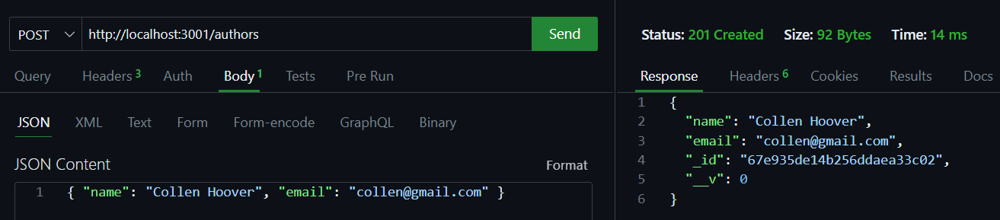 POST http://localhost:3001/authors Send
Query Headers 3 Auth Body 1 Tests Pre Run
JSON XML Text Form Form-encode GraphQL Binary
JSON Content Format
1 { "name": "Collen Hoover", "email": "collen@gmail.com" }
Status: 201 Created Size: 92 Bytes Time: 14 ms
Response Headers 6 Cookies Results Docs
1 {
2 "name": "Collen Hoover",
3 "email": "collen@gmail.com",
4 "_id": "67e935de14b256ddaea33c02",
5 "__v": 0
6 }